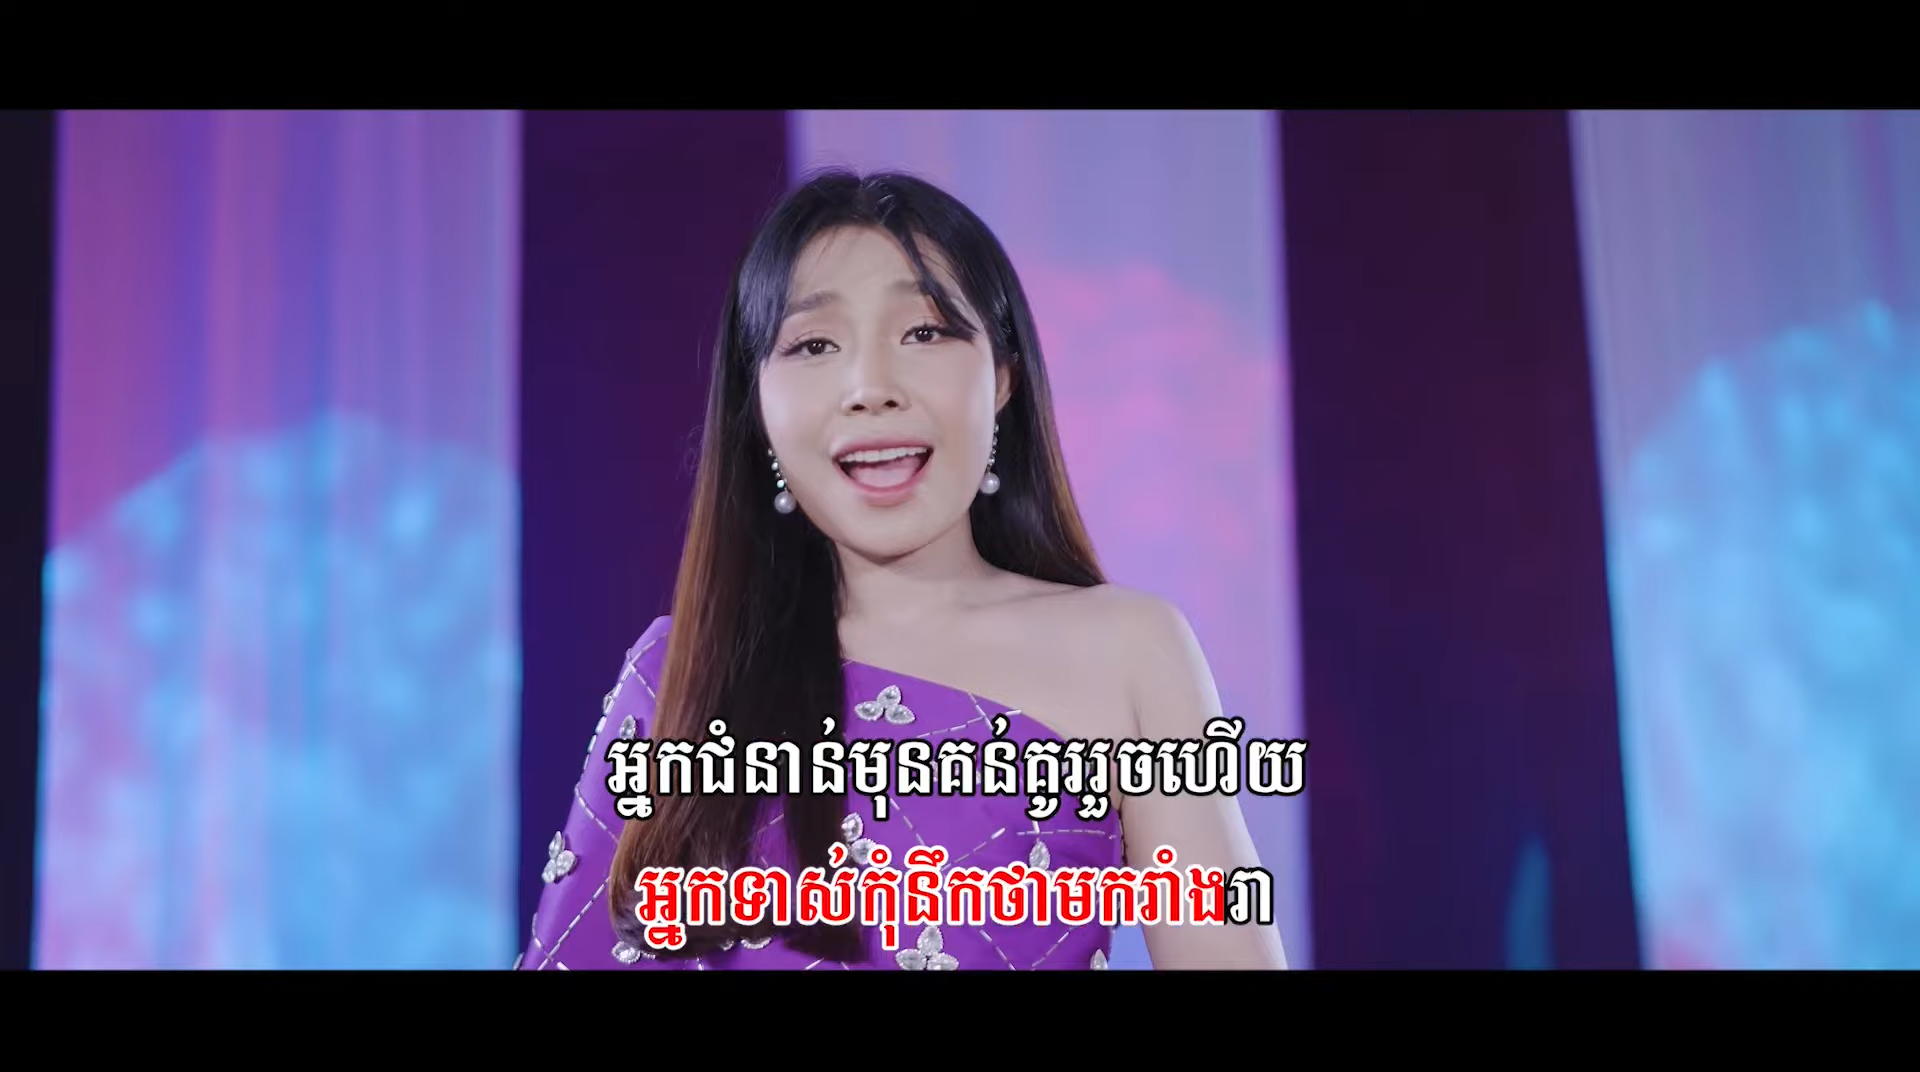 អ្នកជំនាន់មុនគន់គូររួចហើយ
អ្នកទាស់កុំនឹកថាមករាំងរា